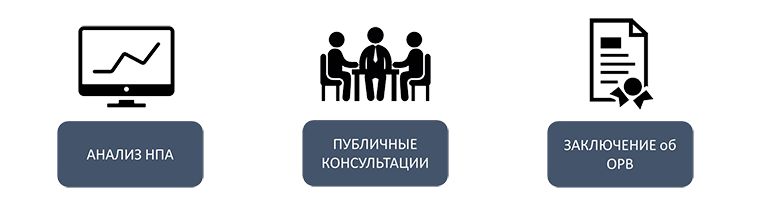 АНАЛИЗ НПА
ПУБЛИЧНЫЕ
КОНСУЛЬТАЦИИ
ЗАКЛЮЧЕНИЕ об
ОРВ